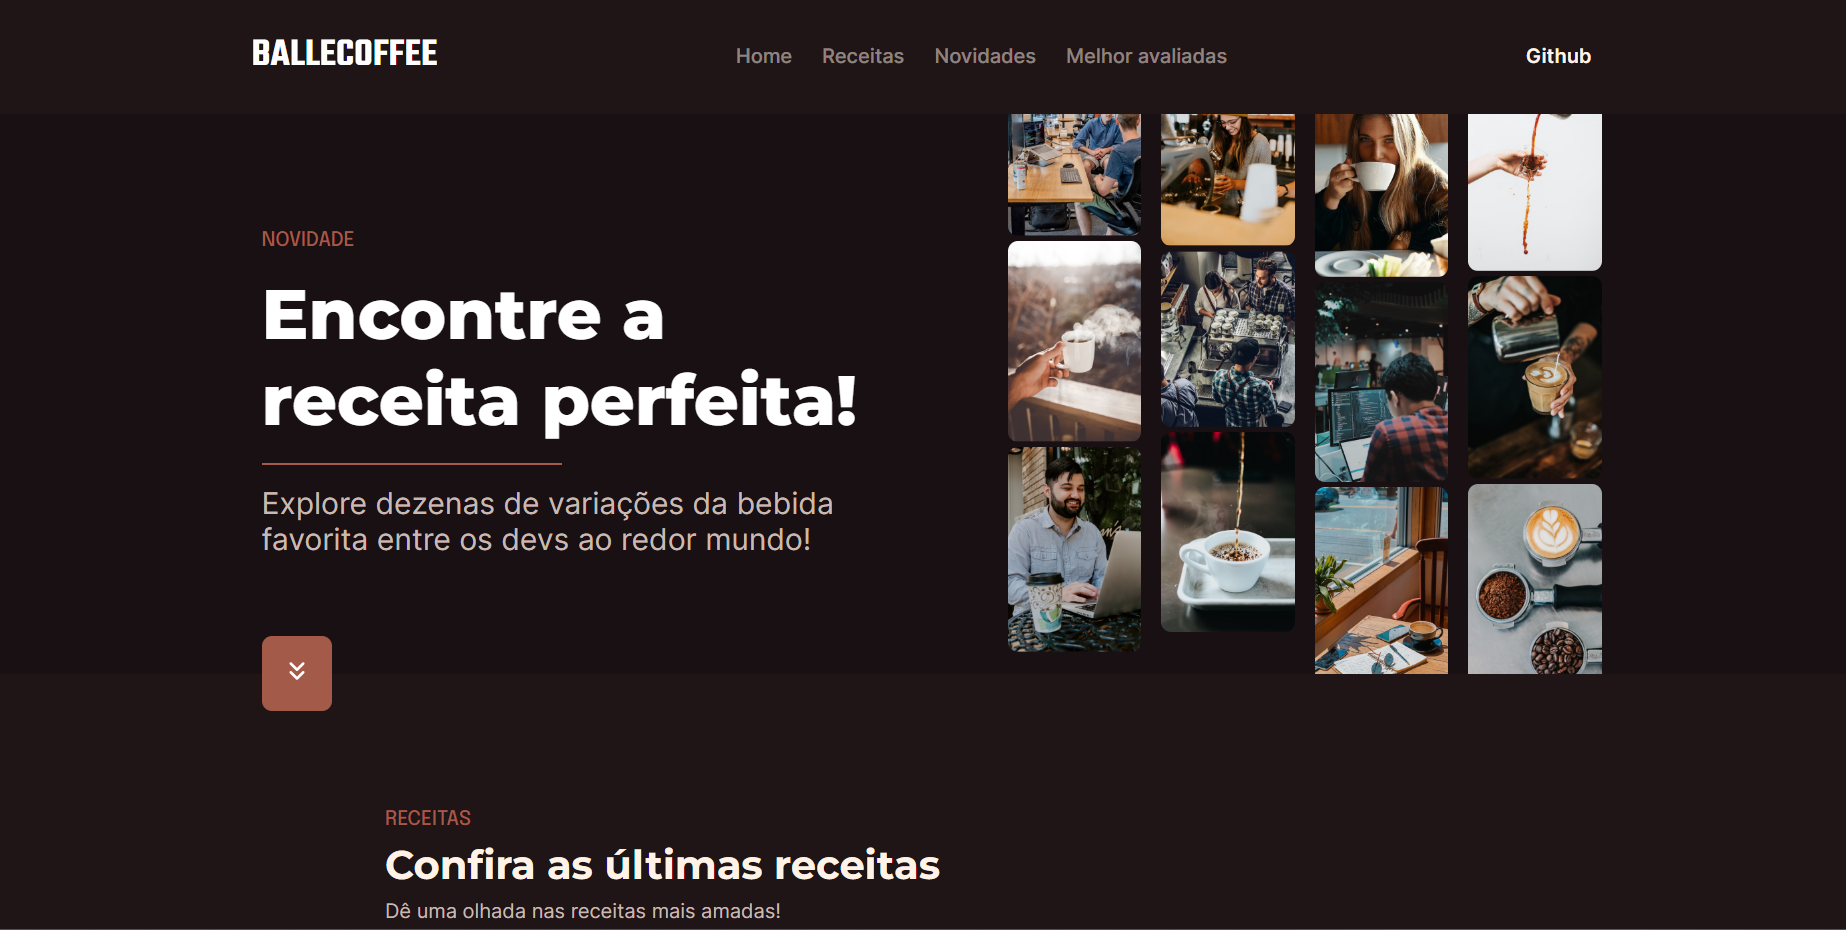 BALLECOFFEE
Home Receitas Novidades Melhor avaliadas
Github
NOVIDADE
Encontre a
receita perfeita!
Explore dezenas de variações da bebida
favorita entre os devs ao redor mundo!
RECEITAS
Confira as últimas receitas
Dê uma olhada nas receitas mais amadas!